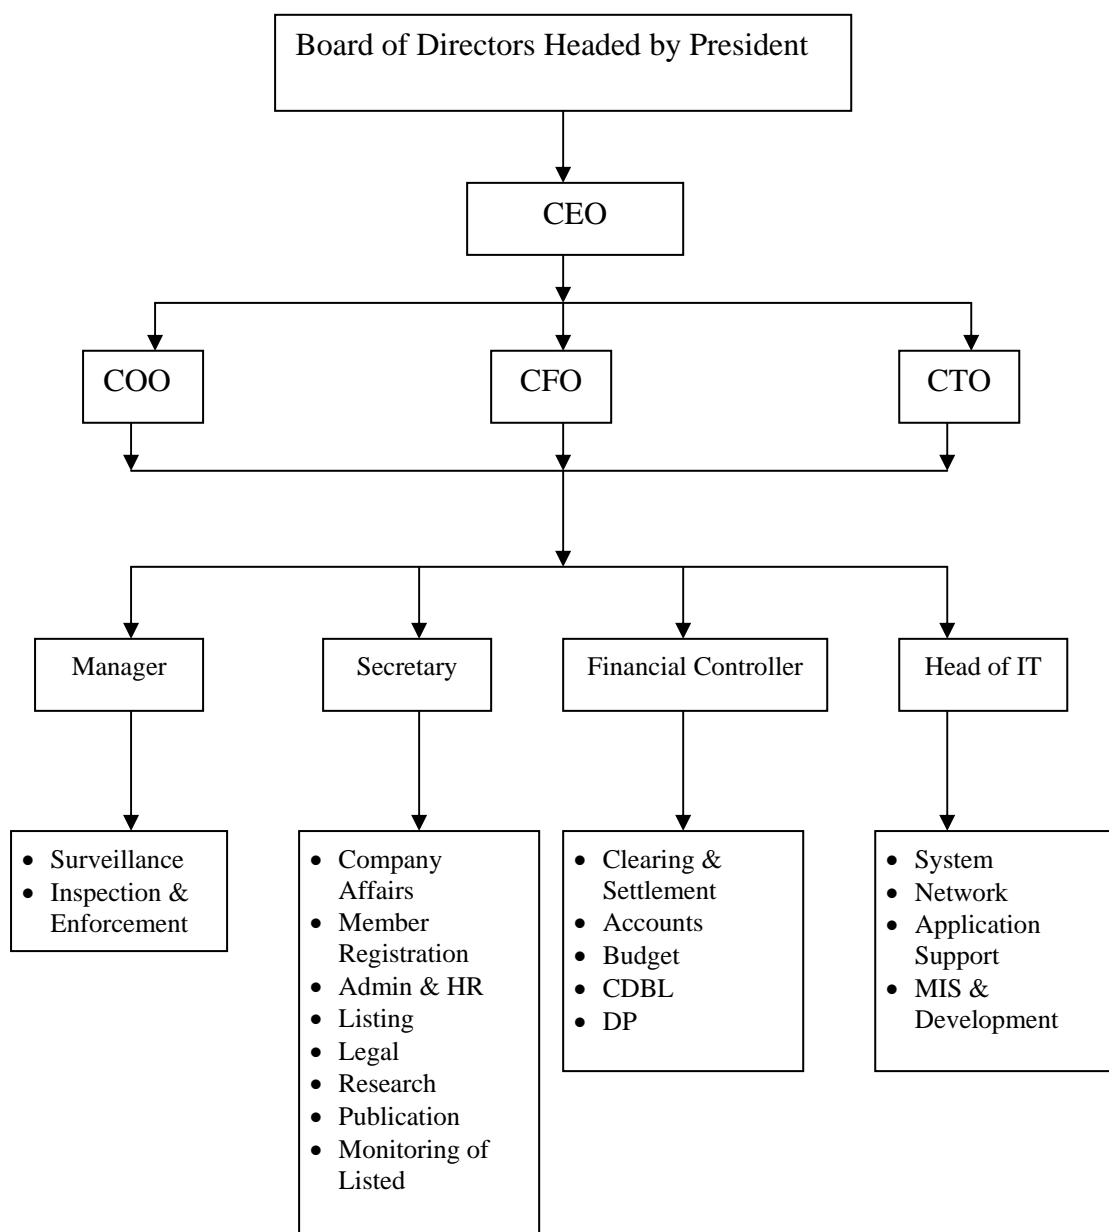 Board of Directors Headed by President
CEO
COO
CFO
CTO
Manager
Secretary
Financial Controller
Head of IT
• Surveillance
• Inspection &
Enforcement
• Company
Affairs
• Member
Registration
• Admin & HR
• Listing
• Legal
• Research
• Publication
• Monitoring of
Listed
• Clearing &
Settlement
• Accounts
• Budget
• CDBL
• DP
• System
• Network
• Application
Support
• MIS &
Development